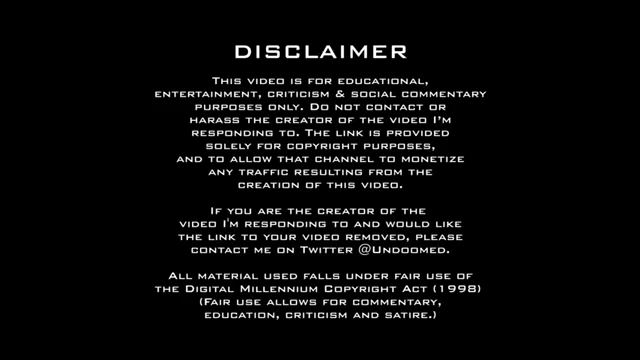 DISCLAIMER
THIS VIDEO IS FOR EDUCATIONAL,
ENTERTAINMENT, CRITICISM & SOCIAL COMMENTARY
PURPOSES ONLY. DO NOT CONTACT OR
HARASS THE CREATOR OF THE VIDEO I'M
RESPONDING TO. THE LINK IS PROVIDED
SOLELY FOR COPYRIGHT PURPOSES,
AND TO ALLOW THAT CHANNEL TO MONETIZE
ANY TRAFFIC RESULTING FROM THE
CREATION OF THIS VIDEO.
IF YOU ARE THE CREATOR OF THE
VIDEO I'M RESPONDING TO AND WOULD LIKE
THE LINK TO YOUR VIDEO REMOVED, PLEASE
CONTACT ME ON TWITTER @UNDOOMED.
ALL MATERIAL USED FALLS UNDER FAIR USE OF
THE DIGITAL MILLENNIUM COPYRIGHT ACT (1998)
(FAIR USE ALLOWS FOR COMMENTARY,
EDUCATION, CRITICISM AND SATIRE.)